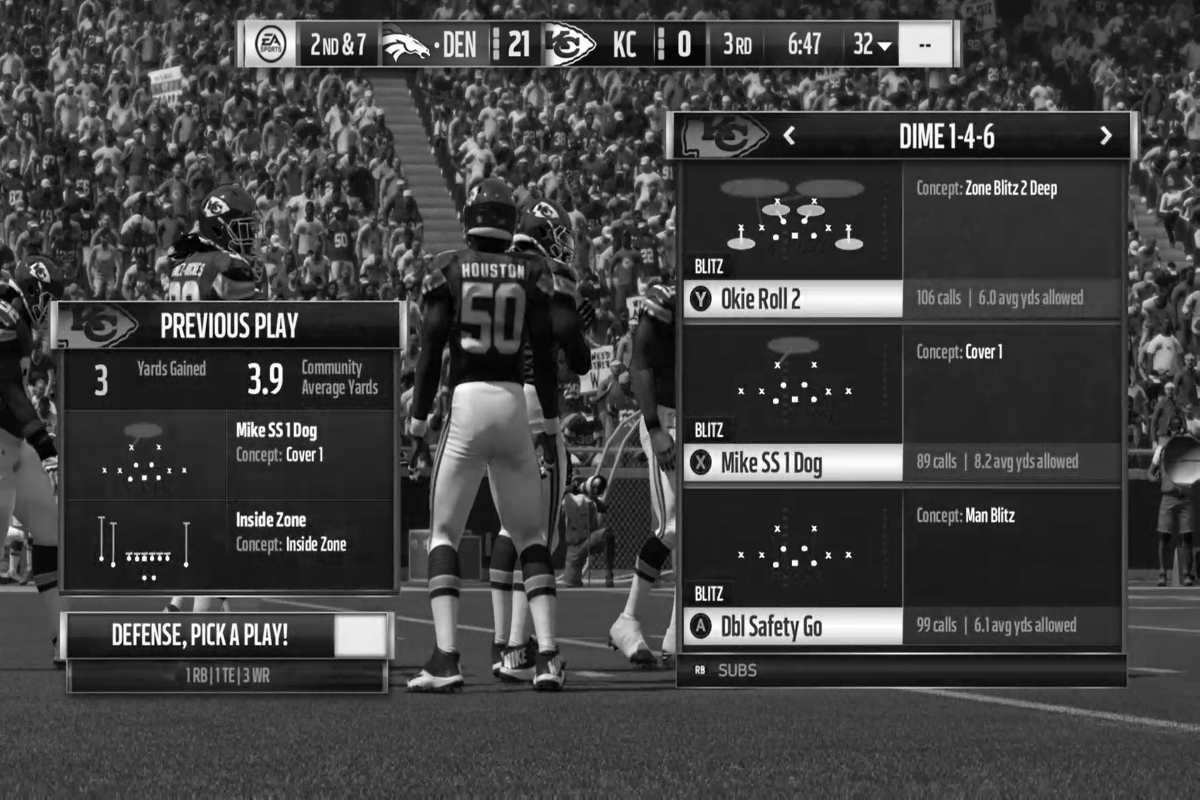 EA
SPORTS
2ND & 7
DEN
21
KC
0
3RD
6:47
32
--
KC
DIME 1-4-6
Concept: Zone Blitz 2 Deep
BLITZ
Y Okie Roll 2
106 calls | 6.0 avg yds allowed
Concept: Cover 1
BLITZ
X Mike SS 1 Dog
89 calls | 8.2 avg yds allowed
Concept: Man Blitz
BLITZ
A Dbl Safety Go
99 calls | 6.1 avg yds allowed
RB SUBS
HOUSTON
50
KC
PREVIOUS PLAY
3 Yards Gained
3.9 Community
Average Yards
Mike SS 1 Dog
Concept: Cover 1
Inside Zone
Concept: Inside Zone
DEFENSE, PICK A PLAY!
1 RB | 1 TE | 3 WR